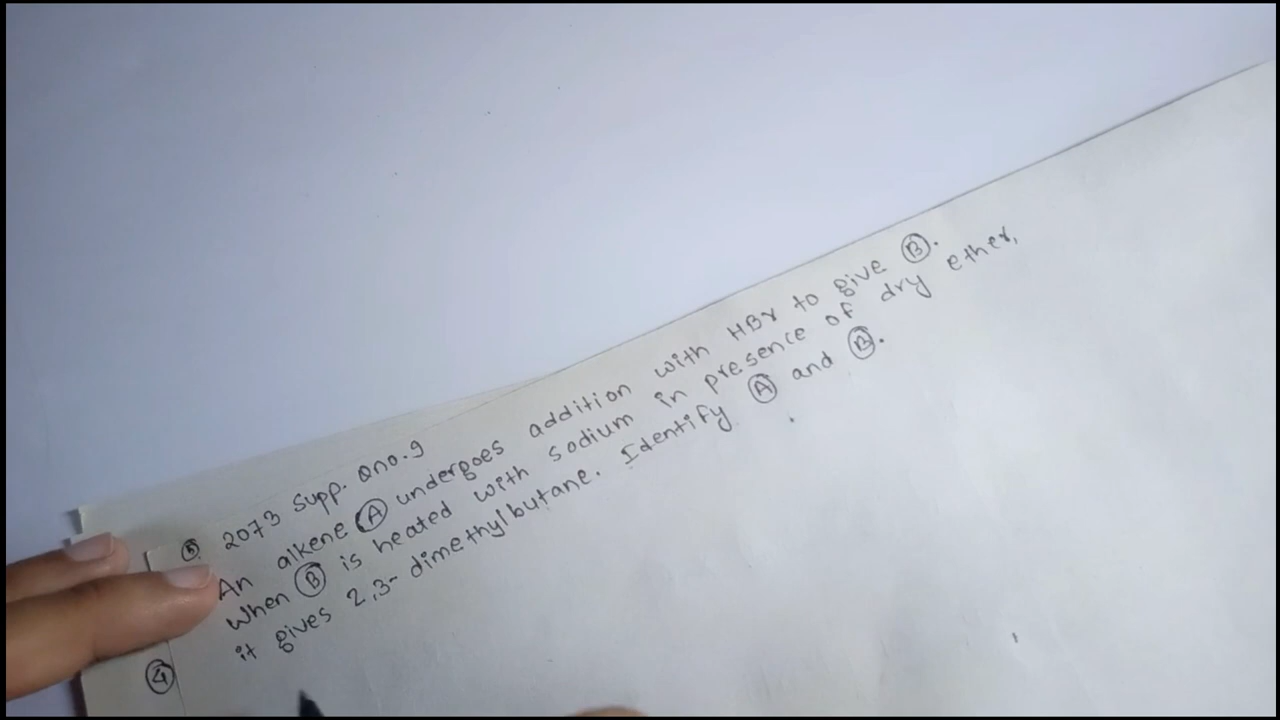 5. 2073 Supp. Qno.9
An alkene A undergoes addition with HBr to give B.
When B is heated with sodium in presence of dry ether,
it gives 2,3-dimethylbutane. Identify A and B.
4